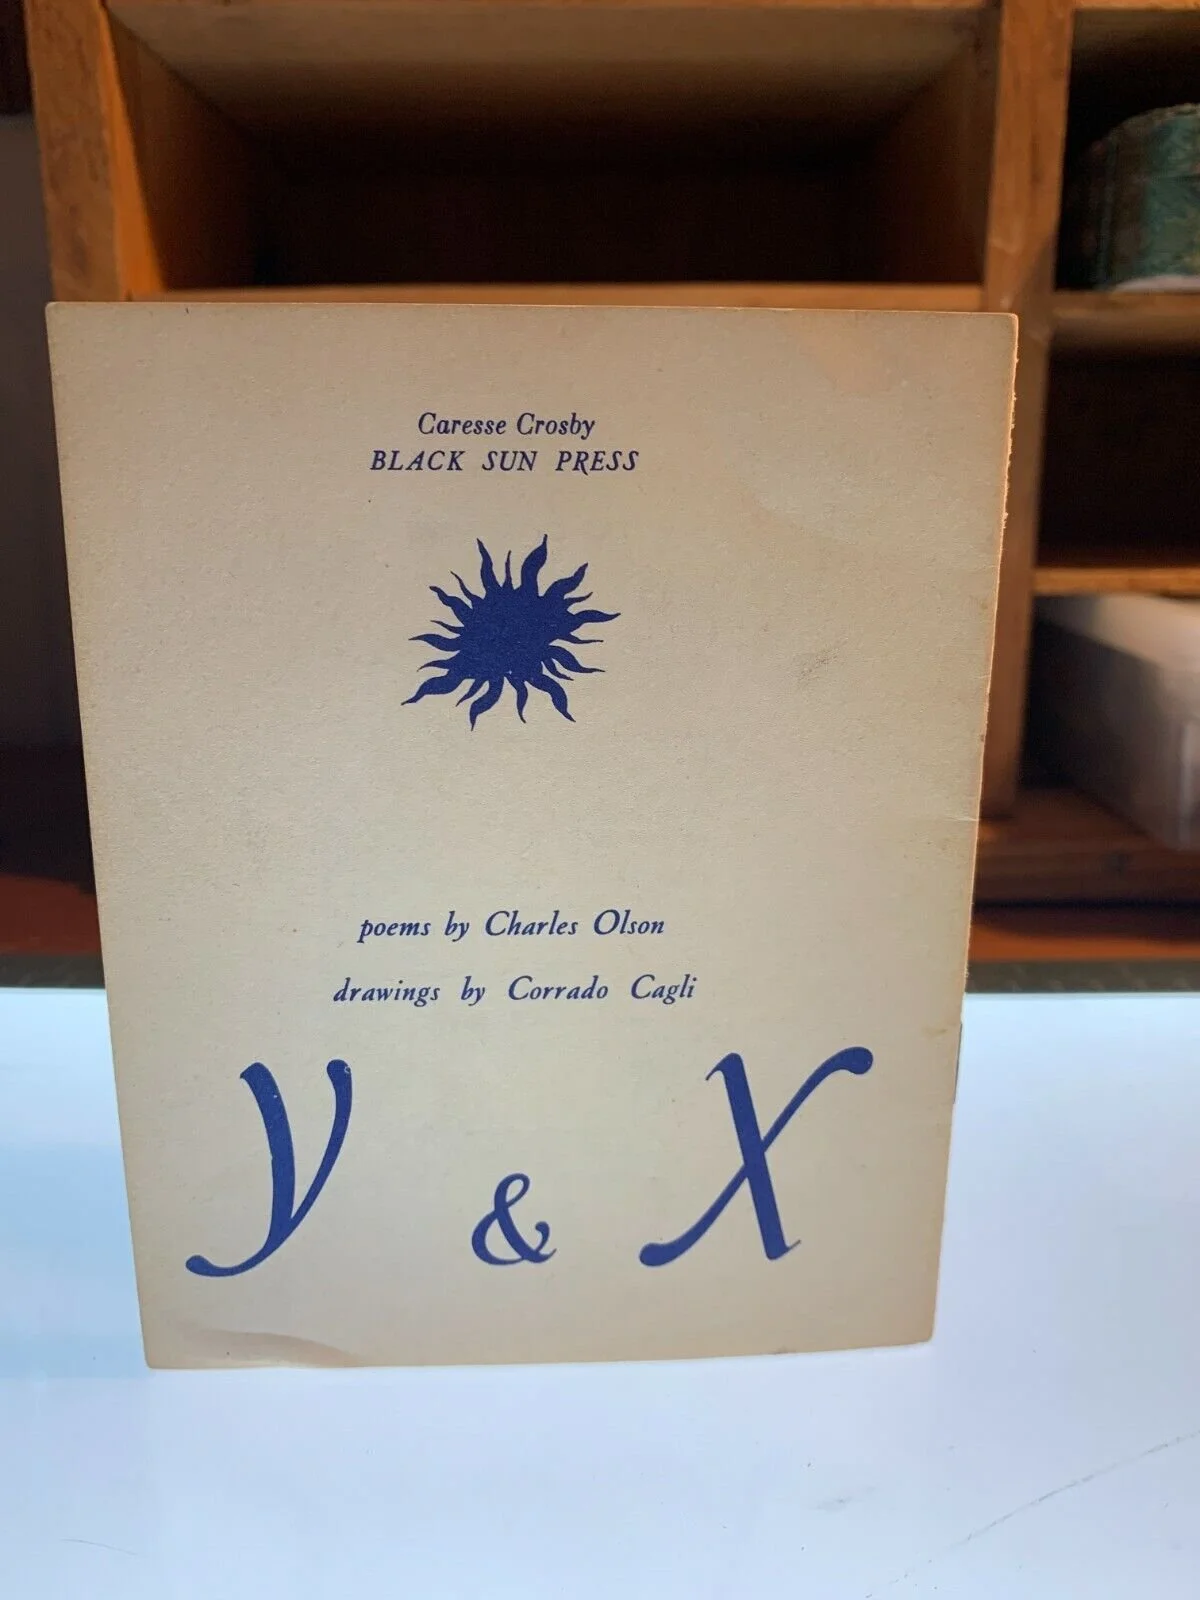 Caresse Crosby
BLACK SUN PRESS
poems by Charles Olson
drawings by Corrado Cagli
Y & X